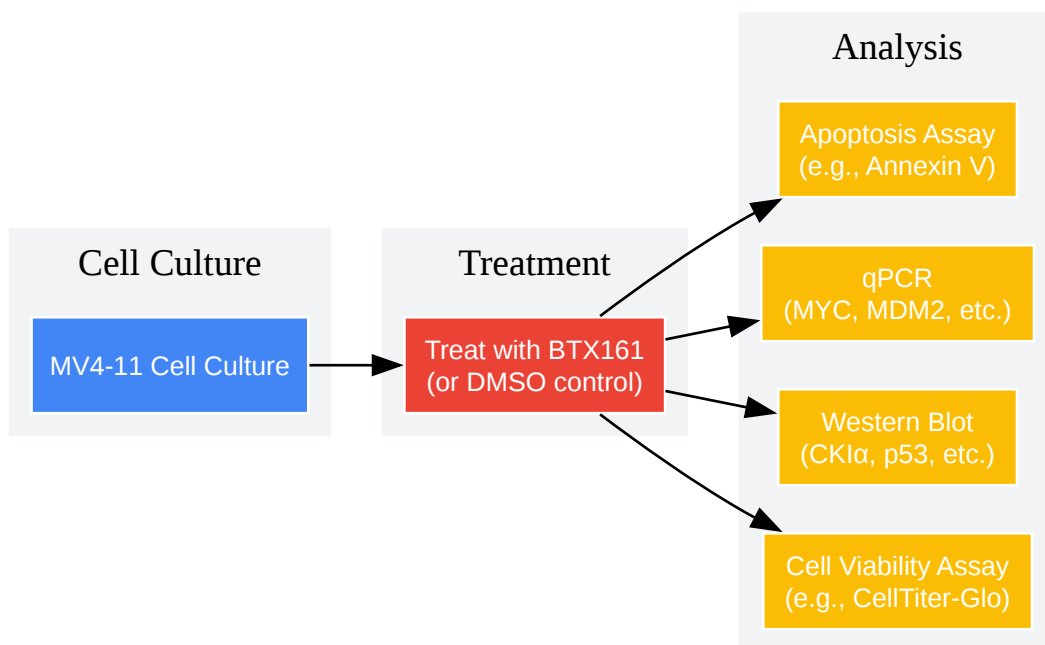 Cell Culture
MV4-11 Cell Culture
Treatment
Treat with BTX161
(or DMSO control)
Analysis
Apoptosis Assay
(e.g., Annexin V)
qPCR
(MYC, MDM2, etc.)
Western Blot
(CKIα, p53, etc.)
Cell Viability Assay
(e.g., CellTiter-Glo)